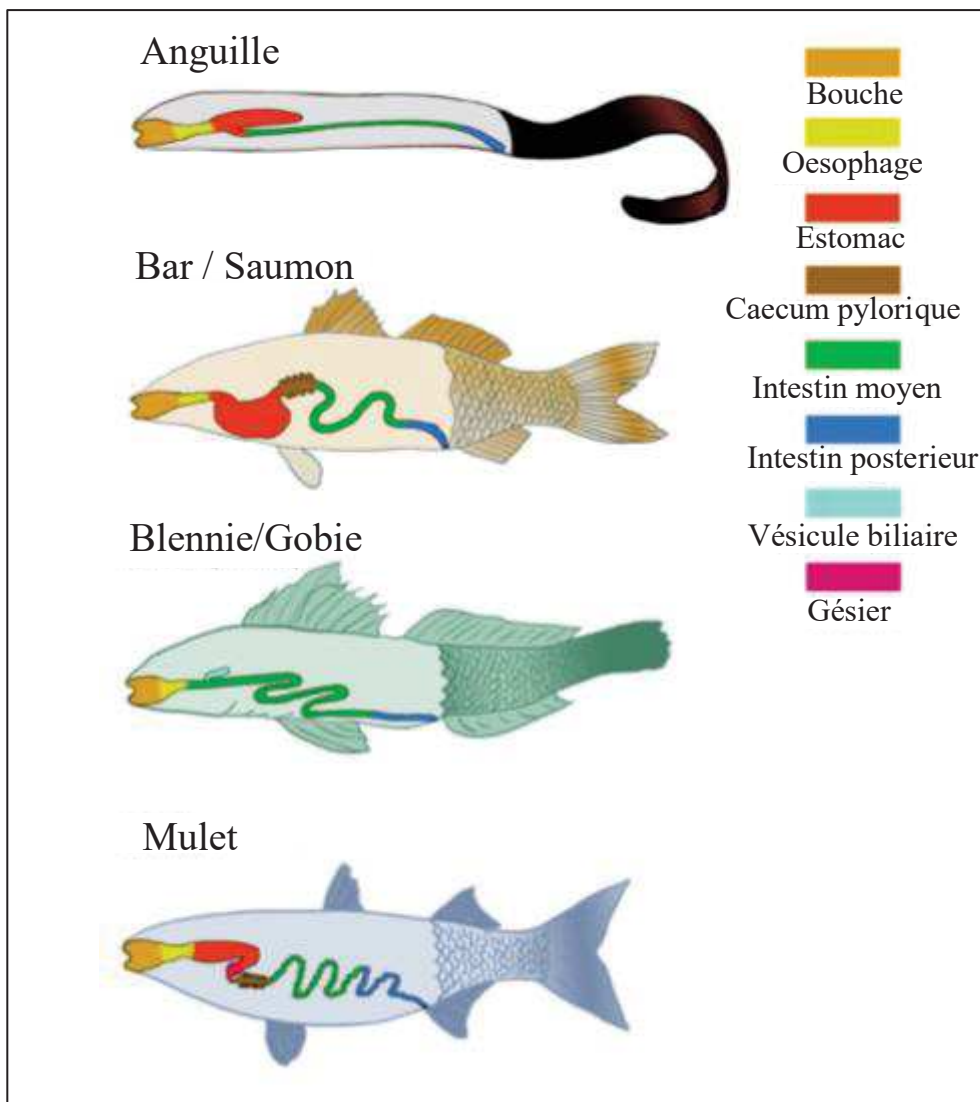 Anguille
Bar / Saumon
Blennie/Gobie
Mulet
Bouche
Oesophage
Estomac
Caecum pylorique
Intestin moyen
Intestin posterieur
Vésicule biliaire
Gésier